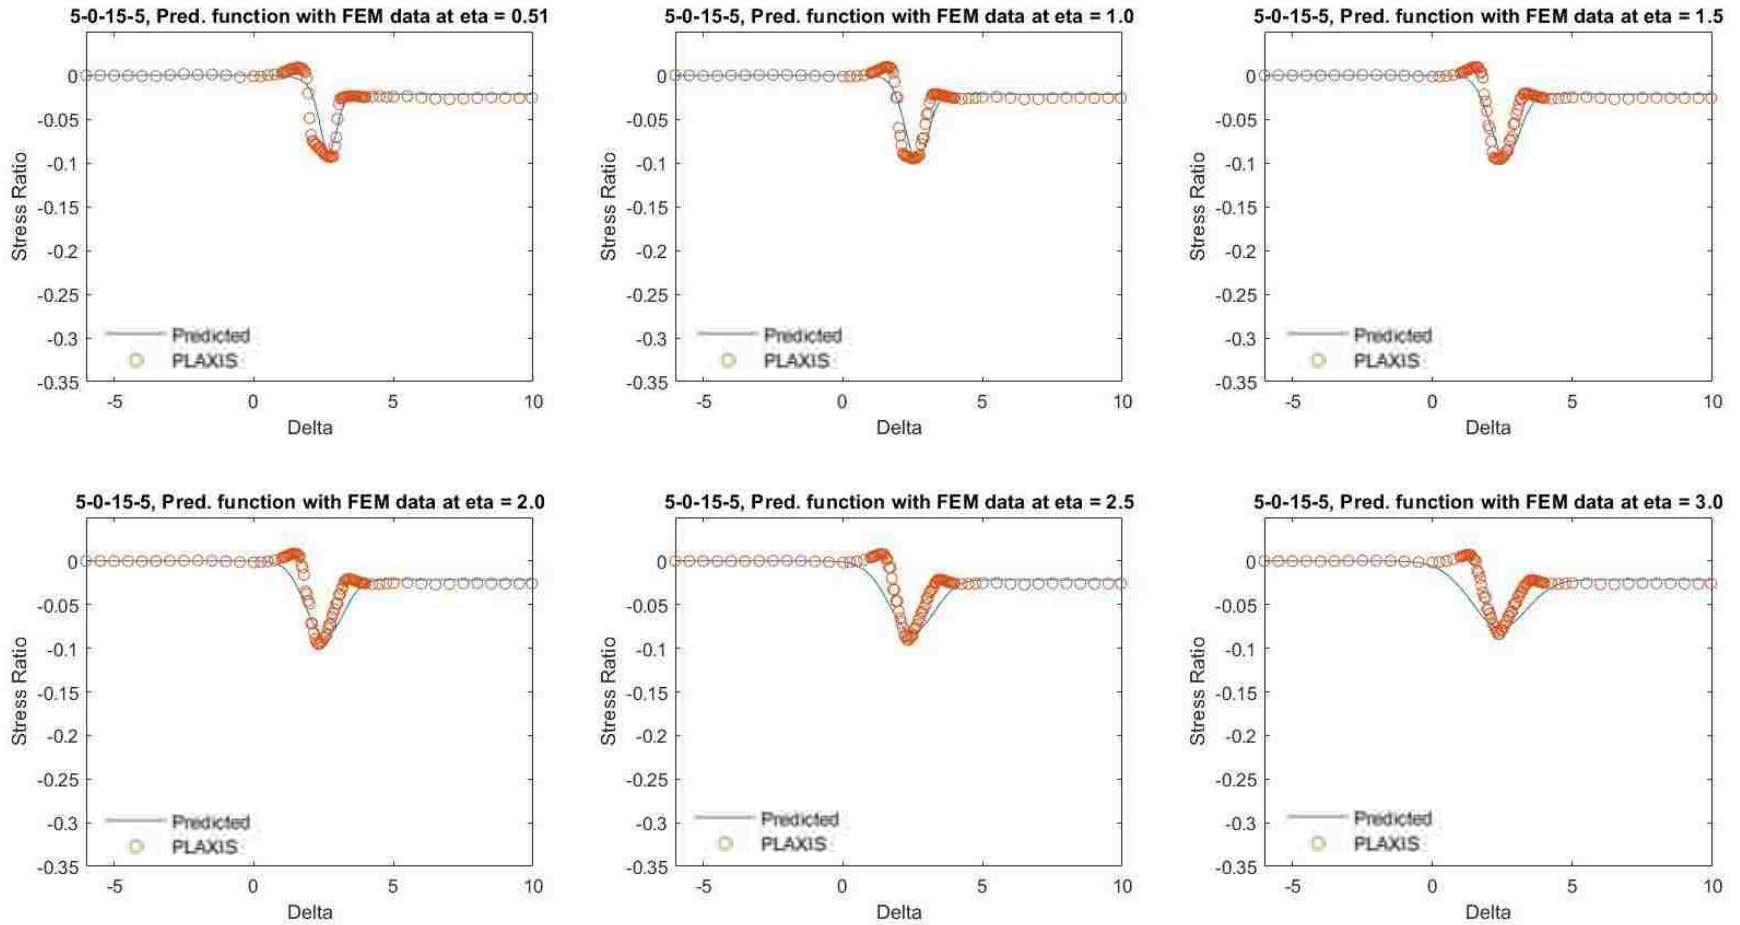 5-0-15-5, Pred. function with FEM data at eta = 0.51
0
-0.05
-0.1
-0.15
-0.2
-0.25
-0.3
-0.35
Stress Ratio
Predicted
PLAXIS
-5 0 5 10
Delta
5-0-15-5, Pred. function with FEM data at eta = 1.0
0
-0.05
-0.1
-0.15
-0.2
-0.25
-0.3
-0.35
Stress Ratio
Predicted
PLAXIS
-5 0 5 10
Delta
5-0-15-5, Pred. function with FEM data at eta = 1.5
0
-0.05
-0.1
-0.15
-0.2
-0.25
-0.3
-0.35
Stress Ratio
Predicted
PLAXIS
-5 0 5 10
Delta
5-0-15-5, Pred. function with FEM data at eta = 2.0
0
-0.05
-0.1
-0.15
-0.2
-0.25
-0.3
-0.35
Stress Ratio
Predicted
PLAXIS
-5 0 5 10
Delta
5-0-15-5, Pred. function with FEM data at eta = 2.5
0
-0.05
-0.1
-0.15
-0.2
-0.25
-0.3
-0.35
Stress Ratio
Predicted
PLAXIS
-5 0 5 10
Delta
5-0-15-5, Pred. function with FEM data at eta = 3.0
0
-0.05
-0.1
-0.15
-0.2
-0.25
-0.3
-0.35
Stress Ratio
Predicted
PLAXIS
-5 0 5 10
Delta